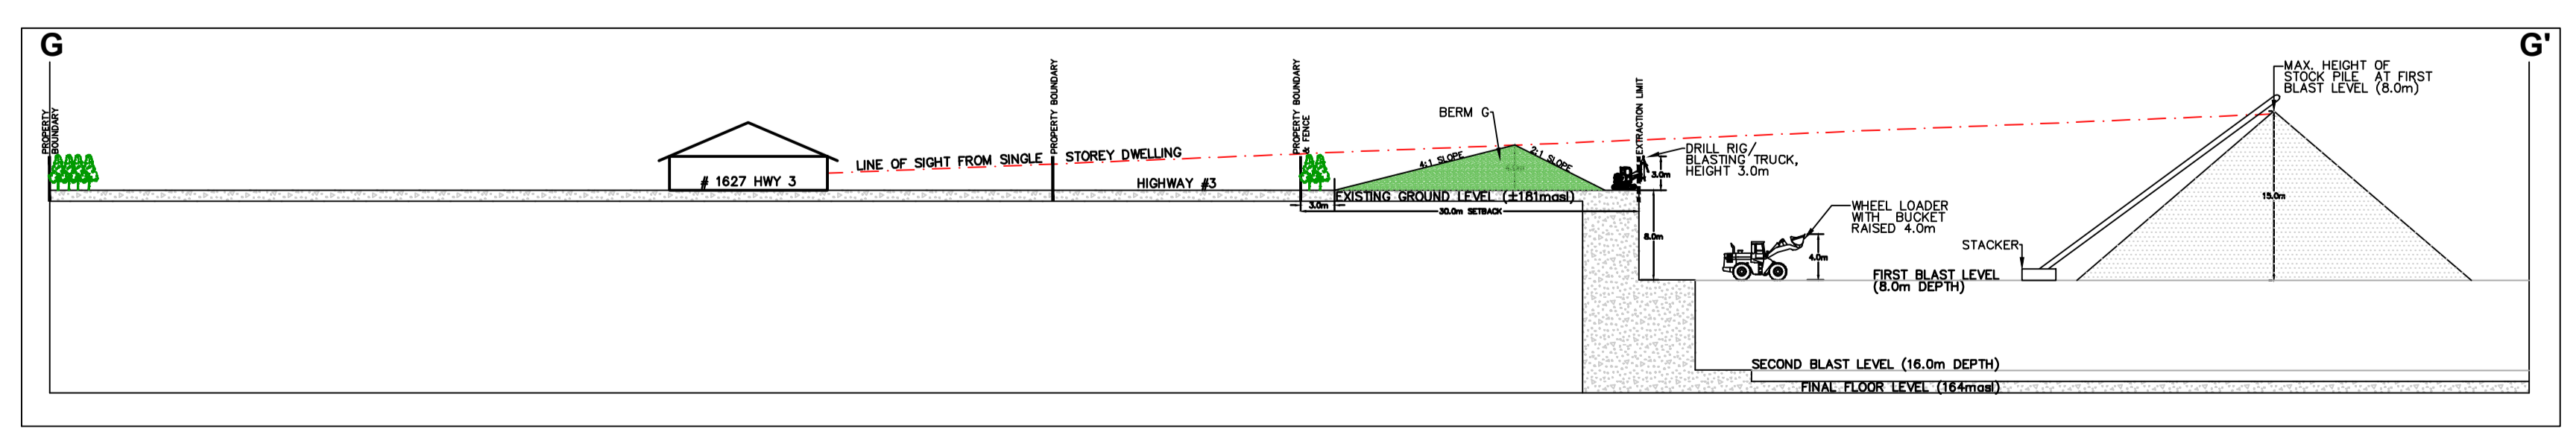 G
G'
PROPERTY
BOUNDARY
# 1627 HWY 3
LINE OF SIGHT FROM SINGLE STOREY DWELLING
PROPERTY BOUNDARY
HIGHWAY #3
PROPERTY BOUNDARY
& FENCE
3.0m
BERM G
4:1 SLOPE
2:1 SLOPE
EXISTING GROUND LEVEL (±181masl)
30.0m SETBACK
EXTRACTION LIMIT
3.0m
DRILL RIG/
BLASTING TRUCK,
HEIGHT 3.0m
8.0m
WHEEL LOADER
WITH BUCKET
RAISED 4.0m
4.0m
STACKER
FIRST BLAST LEVEL
(8.0m DEPTH)
MAX. HEIGHT OF
STOCK PILE AT FIRST
BLAST LEVEL (8.0m)
15.0m
SECOND BLAST LEVEL (16.0m DEPTH)
FINAL FLOOR LEVEL (164masl)